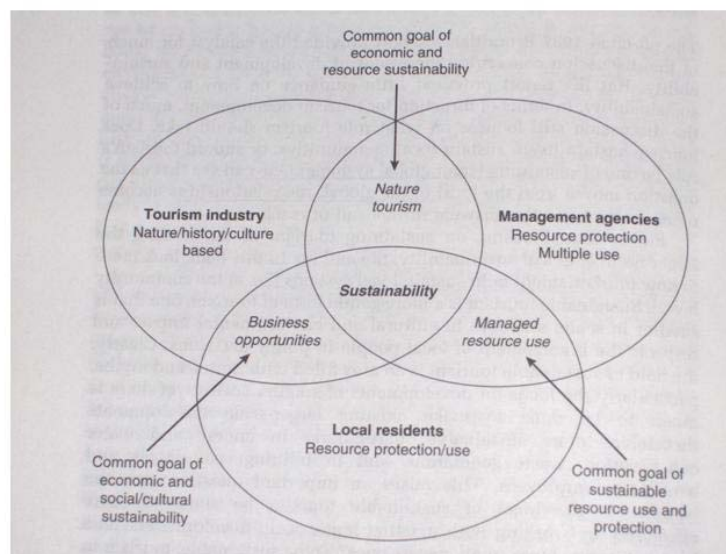 Common goal of
economic and
resource sustainability
Nature
tourism
Tourism industry
Nature/history/culture
based
Management agencies
Resource protection
Multiple use
Sustainability
Business
opportunities
Managed
resource use
Local residents
Resource protection/use
Common goal of
economic and
social/cultural
sustainability
Common goal of
sustainable
resource use and
protection